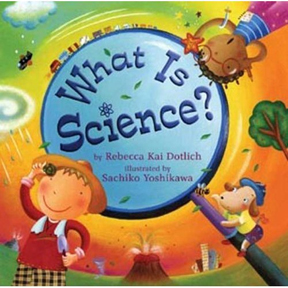 What Is
Science?
by Rebecca Kai Dotlich
illustrated by
Sachiko Yoshikawa